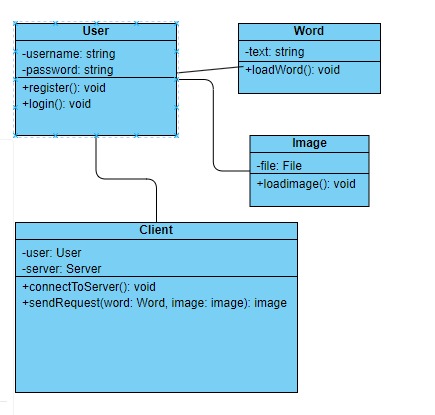 User
-username: string
-password: string
+register(): void
+login(): void
Word
-text: string
+loadWord(): void
Image
-file: File
+loadimage(): void
Client
-user: User
-server: Server
+connectToServer(): void
+sendRequest(word: Word, image: image): image